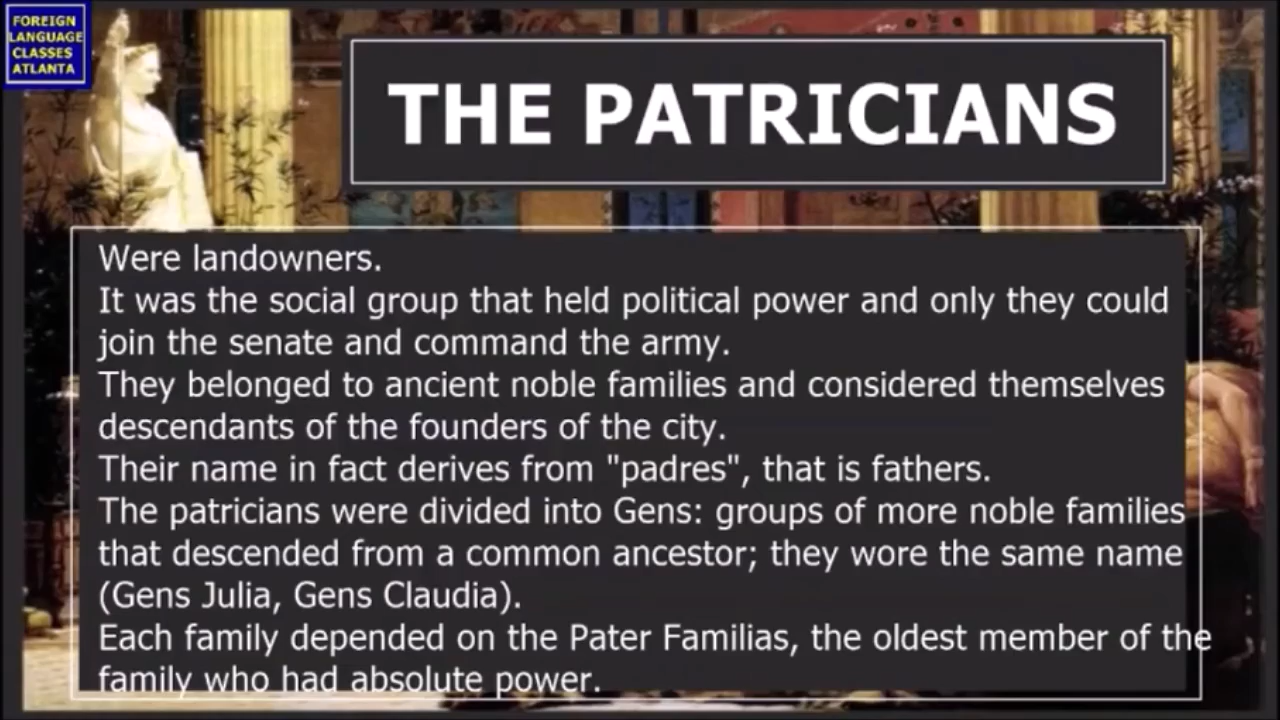 FOREIGN
LANGUAGE
CLASSES
ATLANTA
THE PATRICIANS
Were landowners.
It was the social group that held political power and only they could
join the senate and command the army.
They belonged to ancient noble families and considered themselves
descendants of the founders of the city.
Their name in fact derives from "padres", that is fathers.
The patricians were divided into Gens: groups of more noble families
that descended from a common ancestor; they wore the same name
(Gens Julia, Gens Claudia).
Each family depended on the Pater Familias, the oldest member of the
family who had absolute power.